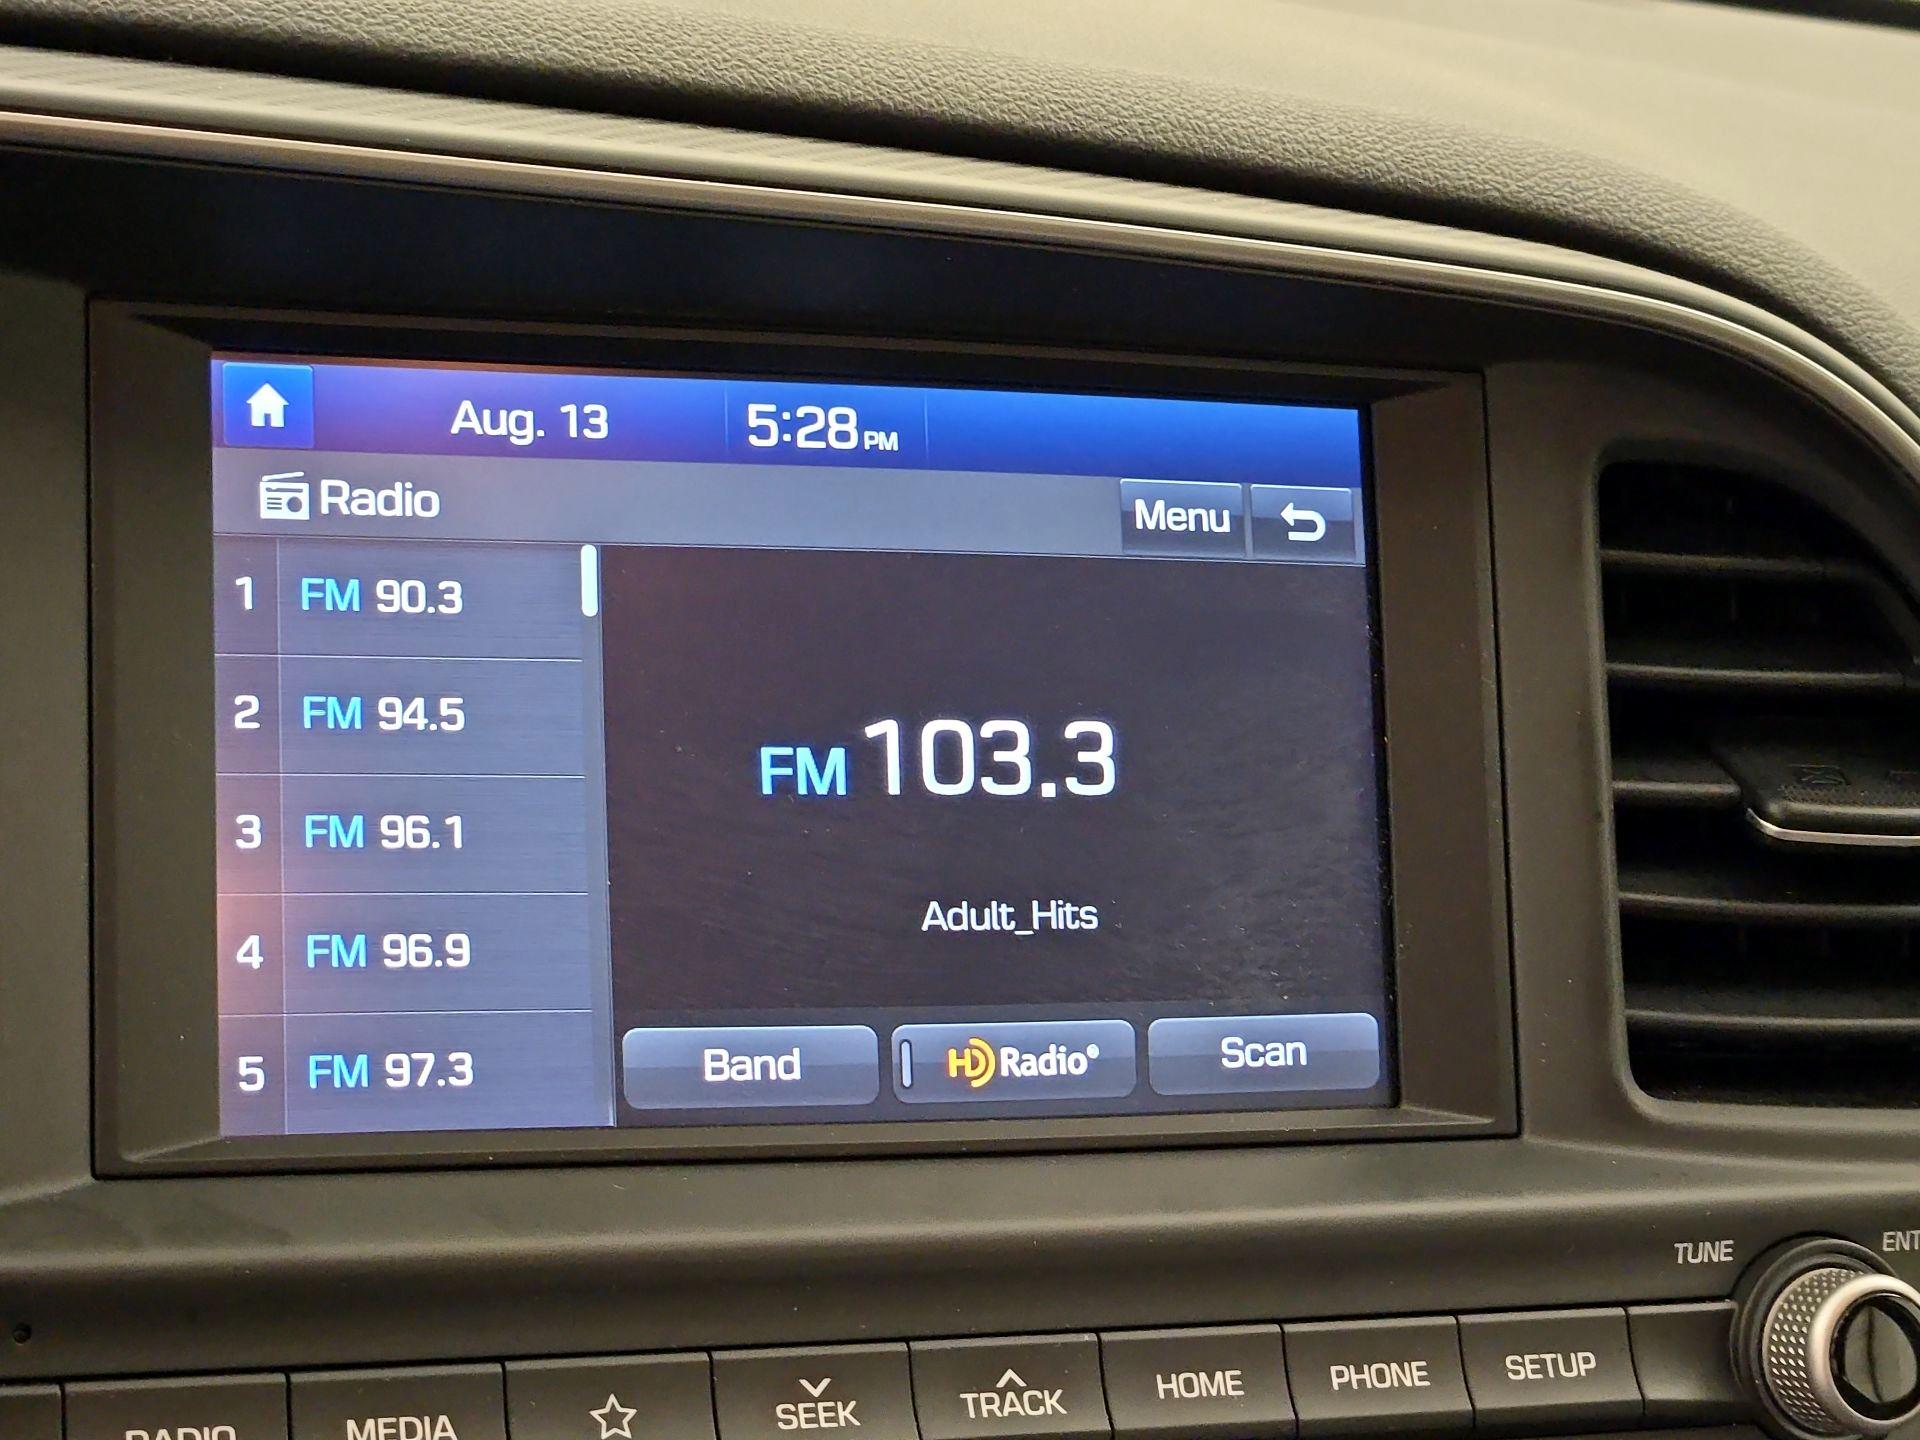 Aug. 13 5:28 PM
Radio Menu
1 FM 90.3
2 FM 94.5
3 FM 96.1
4 FM 96.9
5 FM 97.3
FM 103.3
Adult_Hits
Band HD Radio® Scan
TUNE
RADIO MEDIA SEEK TRACK HOME PHONE SETUP